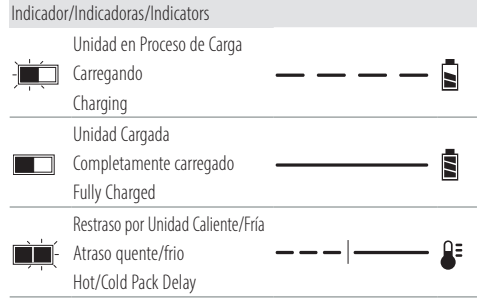 Indicador/Indicadoras/Indicators
Unidad en Proceso de Carga
Carregando
Charging
Unidad Cargada
Completamente carregado
Fully Charged
Restraso por Unidad Caliente/Fría
Atraso quente/frio
Hot/Cold Pack Delay